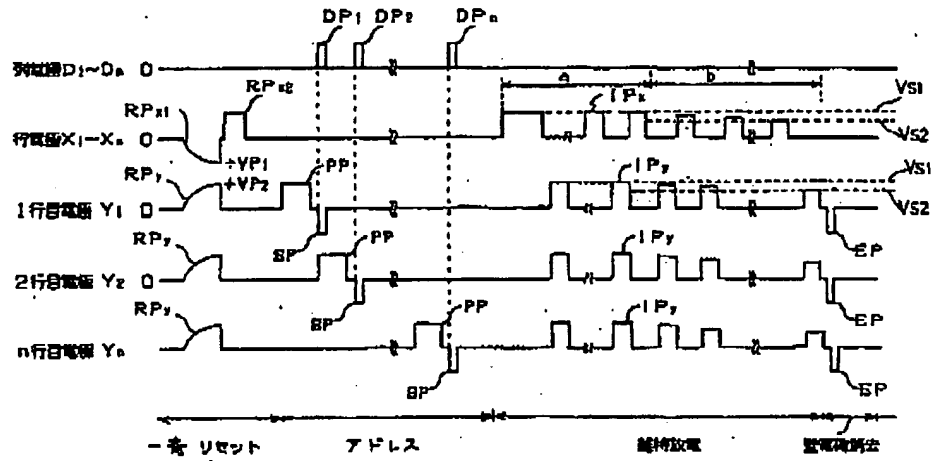 DP1 DP2 DPn
列電極D1~Dn 0
a b
RPx1 RPx2 IPx VS1
行電極X1~Xn 0
VS2
-VP1
RPy +VP2 PP IPy VS1
1行目電極 Y1 0
VS2
SP EP
RPy PP IPy
2行目電極 Y2 0
SP EP
RPy PP IPy
n行目電極 Yn 0
SP EP
一斉 リセット アドレス 維持放電 壁電荷消去